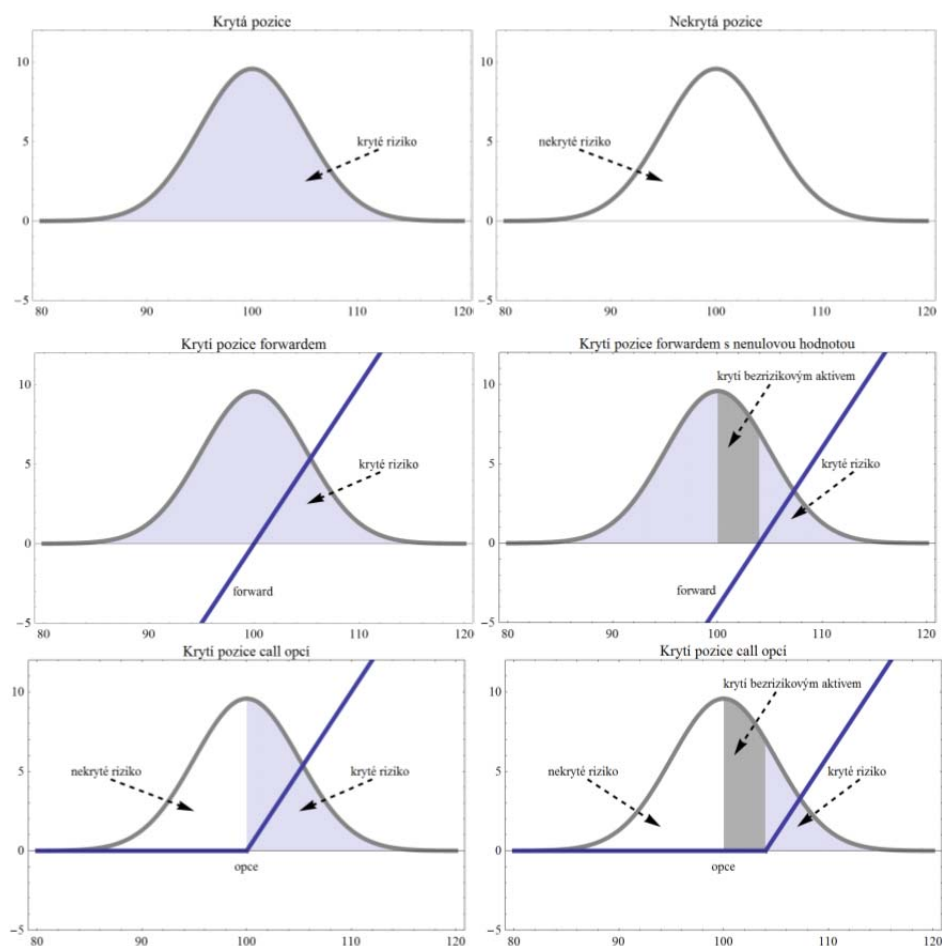 Krytá pozice
10
5
0
−5
80 90 100 110 120
kryté riziko
Nekrytá pozice
10
5
0
−5
80 90 100 110 120
nekryté riziko
Krytí pozice forwardem
10
5
0
−5
80 90 100 110 120
kryté riziko
forward
Krytí pozice forwardem s nenulovou hodnotou
10
5
0
−5
80 90 100 110 120
krytí bezrizikovým aktivem
kryté riziko
forward
Krytí pozice call opcí
10
5
0
−5
80 90 100 110 120
nekryté riziko
kryté riziko
opce
Krytí pozice call opcí
10
5
0
−5
80 90 100 110 120
krytí bezrizikovým aktivem
nekryté riziko
kryté riziko
opce